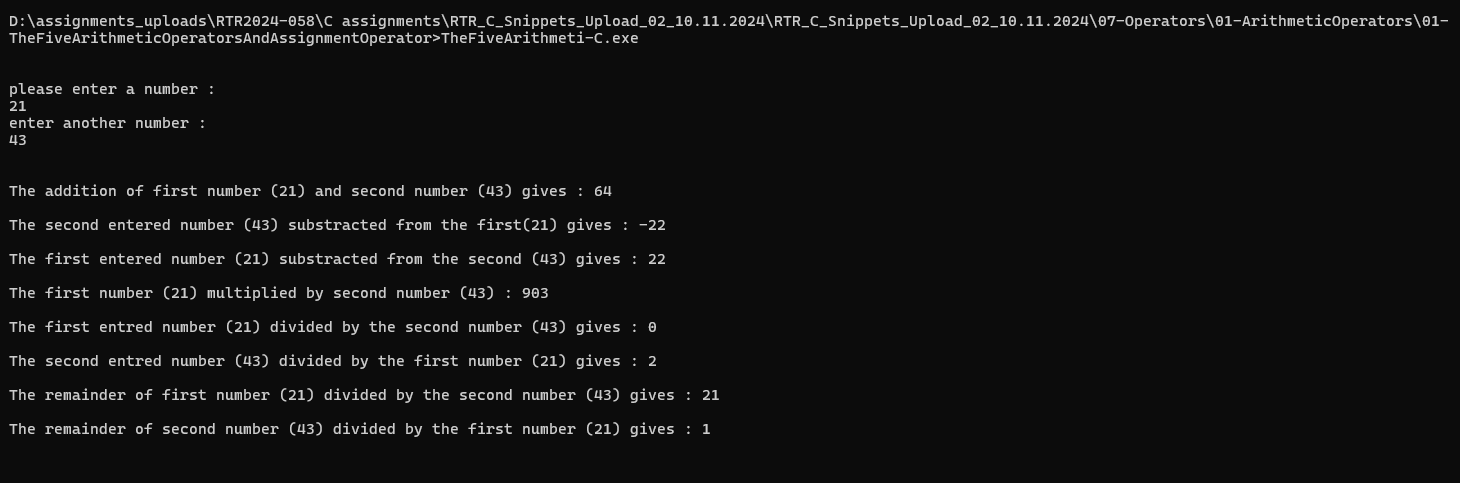 D:\assignments_uploads\RTR2024-058\C assignments\RTR_C_Snippets_Upload_02_10.11.2024\RTR_C_Snippets_Upload_02_10.11.2024\07-Operators\01-ArithmeticOperators\01-
TheFiveArithmeticOperatorsAndAssignmentOperator>TheFiveArithmeti-C.exe
please enter a number :
21
enter another number :
43
The addition of first number (21) and second number (43) gives : 64
The second entered number (43) substracted from the first(21) gives : -22
The first entered number (21) substracted from the second (43) gives : 22
The first number (21) multiplied by second number (43) : 903
The first entred number (21) divided by the second number (43) gives : 0
The second entred number (43) divided by the first number (21) gives : 2
The remainder of first number (21) divided by the second number (43) gives : 21
The remainder of second number (43) divided by the first number (21) gives : 1